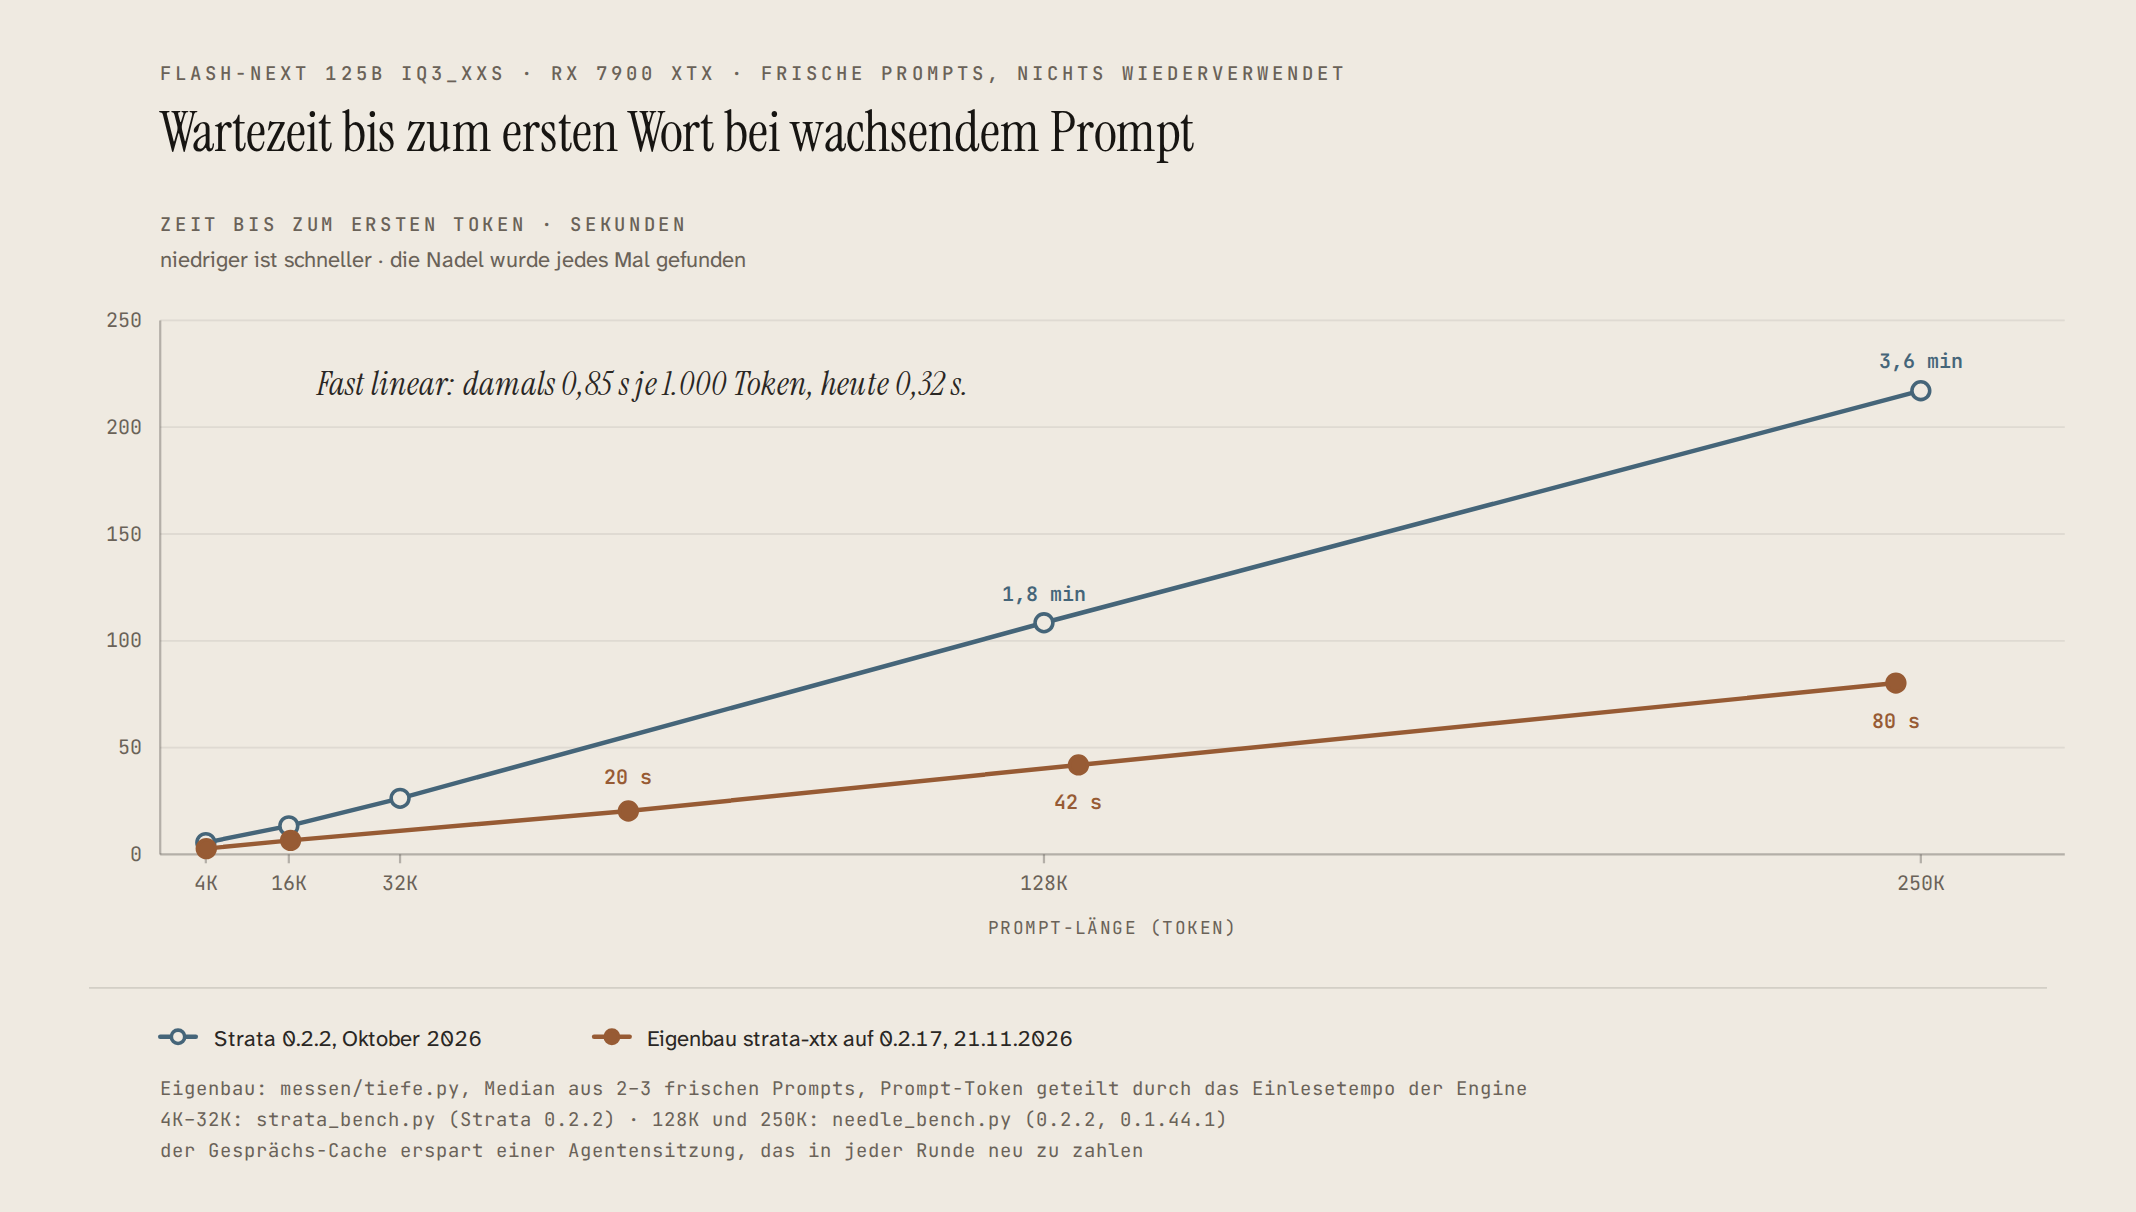 FLASH-NEXT 125B IQ3_XXS · RX 7900 XTX · FRISCHE PROMPTS, NICHTS WIEDERVERWENDET
Wartezeit bis zum ersten Wort bei wachsendem Prompt
ZEIT BIS ZUM ERSTEN TOKEN · SEKUNDEN
niedriger ist schneller · die Nadel wurde jedes Mal gefunden
250
3,6 min
Fast linear: damals 0,85 s je 1.000 Token, heute 0,32 s.
200
150
1,8 min
100
80 s
50
20 s
42 s
0
4K 16K 32K 128K 250K
PROMPT-LÄNGE (TOKEN)
Strata 0.2.2, Oktober 2026 Eigenbau strata-xtx auf 0.2.17, 21.11.2026
Eigenbau: messen/tiefe.py, Median aus 2–3 frischen Prompts, Prompt-Token geteilt durch das Einlesetempo der Engine
4K–32K: strata_bench.py (Strata 0.2.2) · 128K und 250K: needle_bench.py (0.2.2, 0.1.44.1)
der Gesprächs-Cache erspart einer Agentensitzung, das in jeder Runde neu zu zahlen